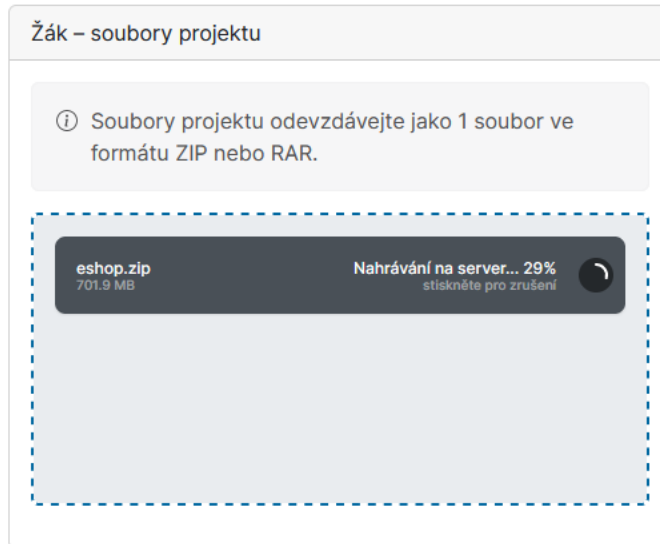 Žák – soubory projektu
Soubory projektu odevzdávejte jako 1 soubor ve
formátu ZIP nebo RAR.
eshop.zip
701.9 MB
Nahrávání na server... 29%
stiskněte pro zrušení